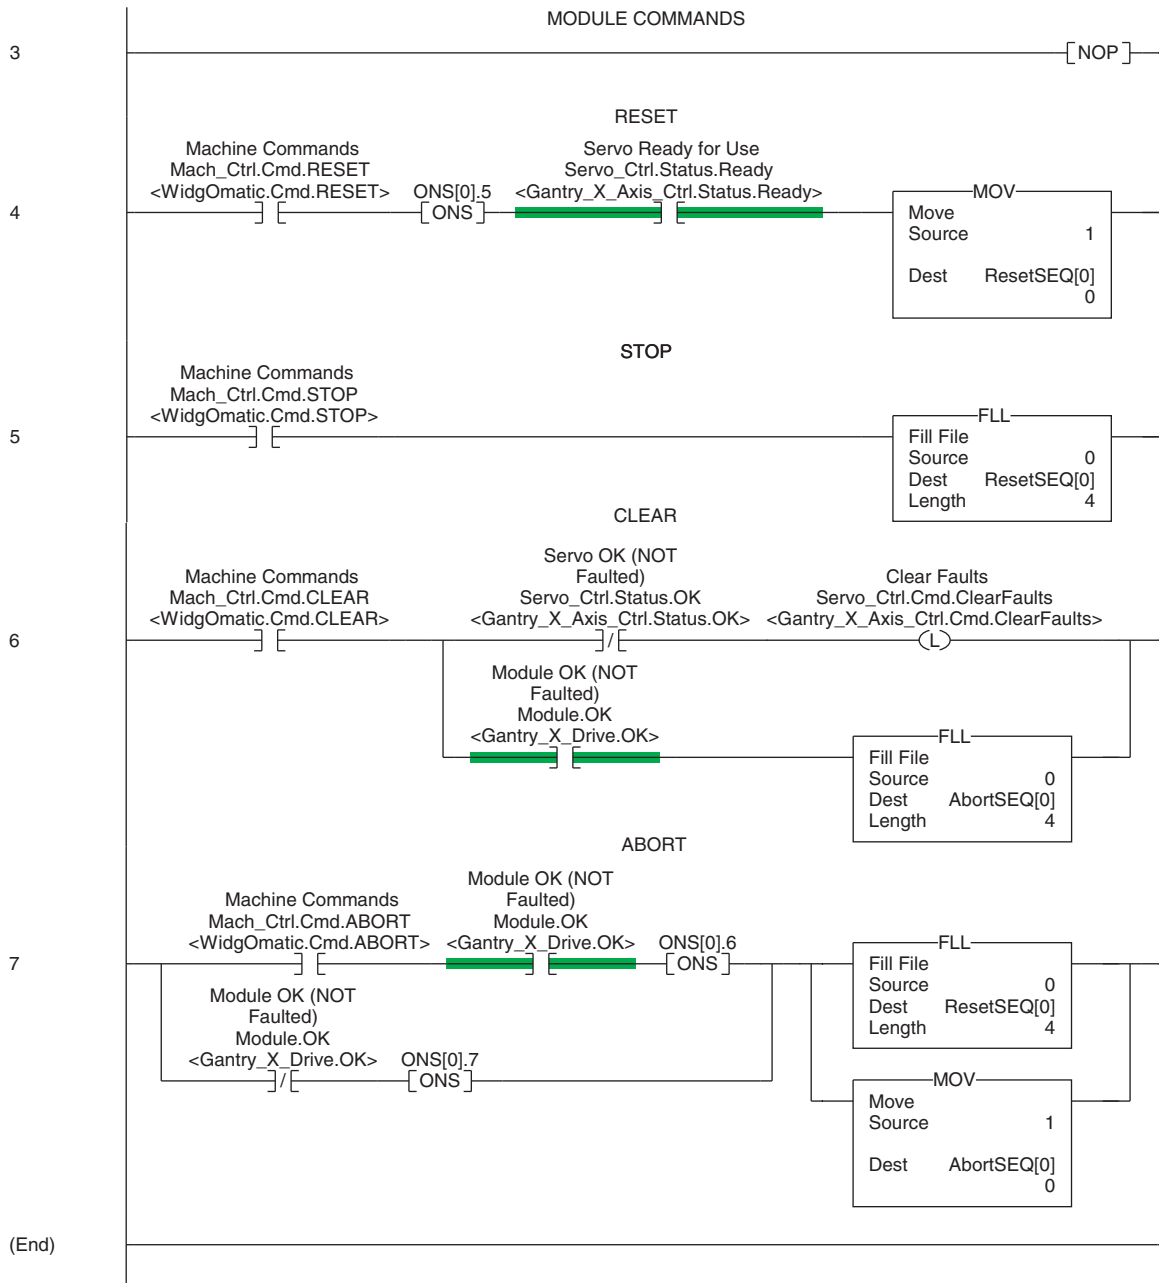 MODULE COMMANDS
3
NOP
RESET
Machine Commands
Mach_Ctrl.Cmd.RESET
<WidgOmatic.Cmd.RESET>
ONS[0].5
ONS
Servo Ready for Use
Servo_Ctrl.Status.Ready
<Gantry_X_Axis_Ctrl.Status.Ready>
4
MOV
Move
Source 1
Dest ResetSEQ[0]
0
STOP
Machine Commands
Mach_Ctrl.Cmd.STOP
<WidgOmatic.Cmd.STOP>
5
FLL
Fill File
Source 0
Dest ResetSEQ[0]
Length 4
CLEAR
Machine Commands
Mach_Ctrl.Cmd.CLEAR
<WidgOmatic.Cmd.CLEAR>
Servo OK (NOT
Faulted)
Servo_Ctrl.Status.OK
<Gantry_X_Axis_Ctrl.Status.OK>
/
Clear Faults
Servo_Ctrl.Cmd.ClearFaults
<Gantry_X_Axis_Ctrl.Cmd.ClearFaults>
L
6
Module OK (NOT
Faulted)
Module.OK
<Gantry_X_Drive.OK>
FLL
Fill File
Source 0
Dest AbortSEQ[0]
Length 4
ABORT
Machine Commands
Mach_Ctrl.Cmd.ABORT
<WidgOmatic.Cmd.ABORT>
Module OK (NOT
Faulted)
Module.OK
<Gantry_X_Drive.OK>
ONS[0].6
ONS
7
FLL
Fill File
Source 0
Dest ResetSEQ[0]
Length 4
Module OK (NOT
Faulted)
Module.OK
<Gantry_X_Drive.OK>
/
ONS[0].7
ONS
MOV
Move
Source 1
Dest AbortSEQ[0]
0
(End)